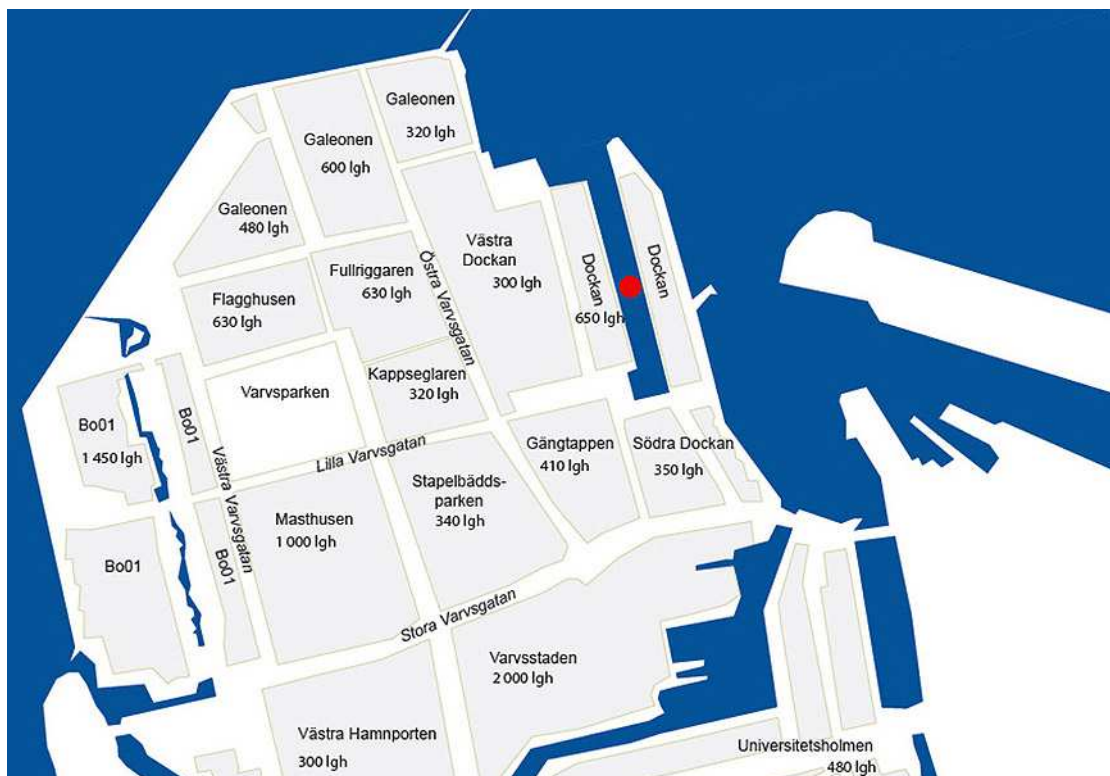 Galeonen
320 lgh
Galeonen
600 lgh
Galeonen
480 lgh
Västra
Dockan
300 lgh
Dockan
650 lgh
Dockan
Östra Varvsgatan
Fullriggaren
630 lgh
Flagghusen
630 lgh
Kappseglaren
320 lgh
Varvsparken
Bo01
1 450 lgh
Bo01
Västra Varvsgatan
Lilla Varvsgatan
Gängtappen
410 lgh
Södra Dockan
350 lgh
Stapelbädds-
parken
340 lgh
Masthusen
1 000 lgh
Bo01
Bo01
Stora Varvsgatan
Varvsstaden
2 000 lgh
Västra Hamnporten
300 lgh
Universitetsholmen
480 lgh